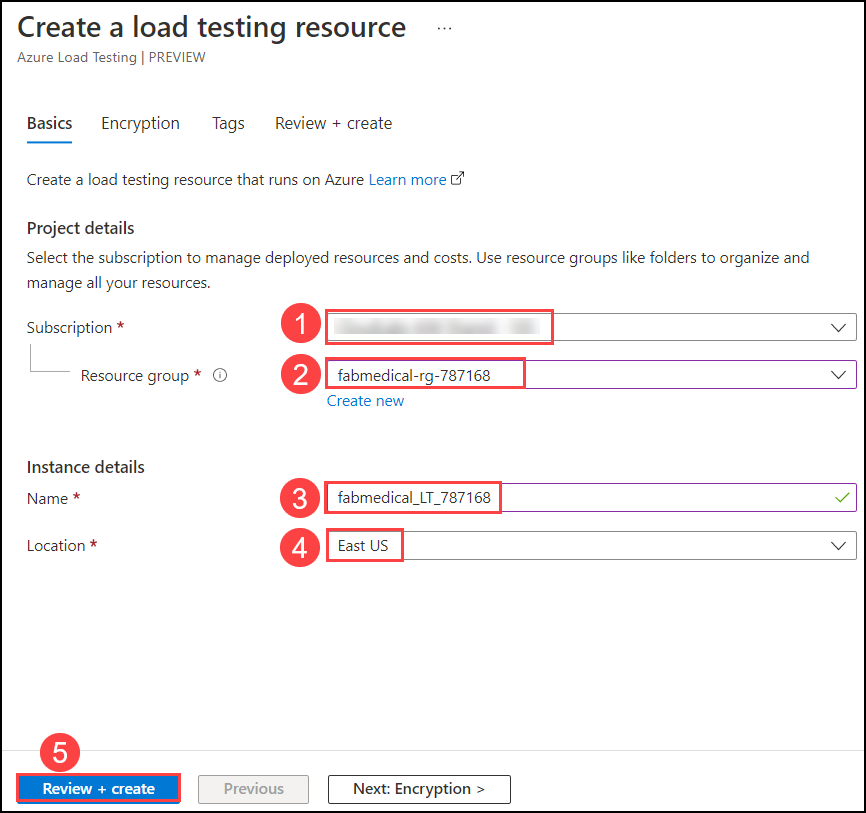 Create a load testing resource ...
Azure Load Testing | PREVIEW
Basics Encryption Tags Review + create
Create a load testing resource that runs on Azure Learn more
Project details
Select the subscription to manage deployed resources and costs. Use resource groups like folders to organize and
manage all your resources.
Subscription * 1
Resource group * 2 fabmedical-rg-787168
Create new
Instance details
Name * 3 fabmedical_LT_787168
Location * 4 East US
5
Review + create Previous Next: Encryption >